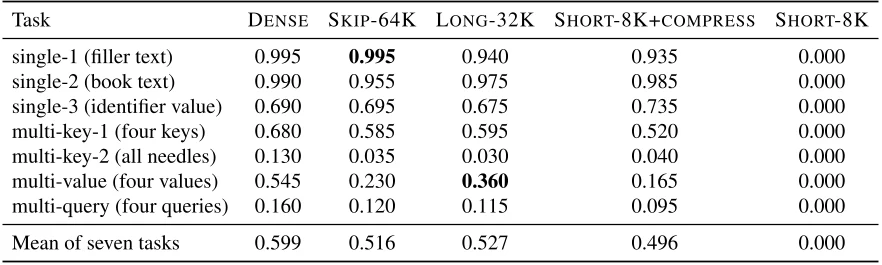 Task DENSE SKIP-64K LONG-32K SHORT-8K+COMPRESS SHORT-8K
single-1 (filler text) 0.995 0.995 0.940 0.935 0.000
single-2 (book text) 0.990 0.955 0.975 0.985 0.000
single-3 (identifier value) 0.690 0.695 0.675 0.735 0.000
multi-key-1 (four keys) 0.680 0.585 0.595 0.520 0.000
multi-key-2 (all needles) 0.130 0.035 0.030 0.040 0.000
multi-value (four values) 0.545 0.230 0.360 0.165 0.000
multi-query (four queries) 0.160 0.120 0.115 0.095 0.000
Mean of seven tasks 0.599 0.516 0.527 0.496 0.000